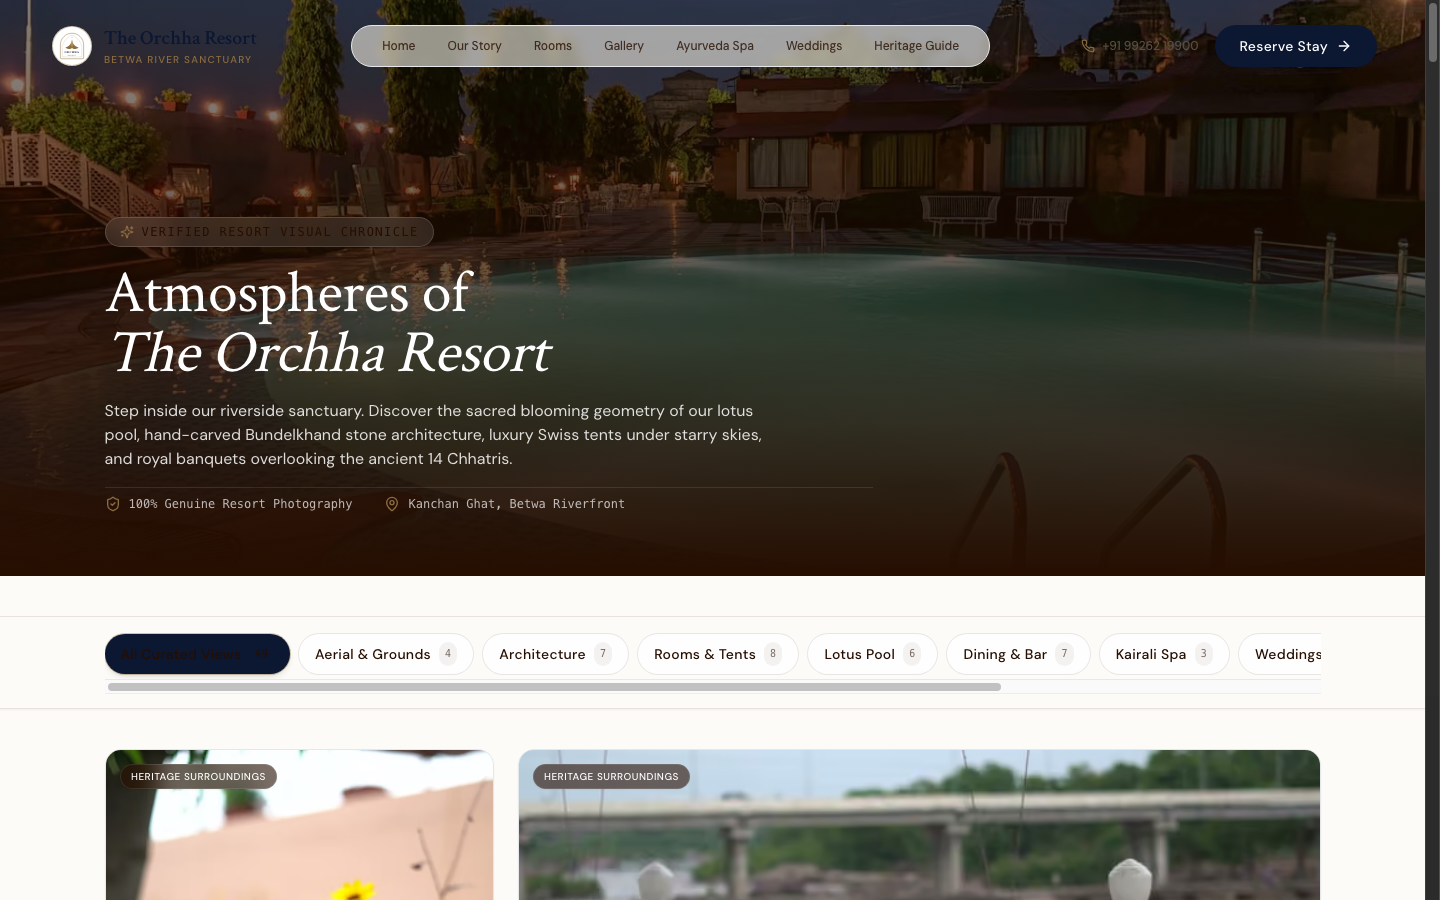 The Orchha Resort
BETWA RIVER SANCTUARY
Home
Our Story
Rooms
Gallery
Ayurveda Spa
Weddings
Heritage Guide
+91 99262 19900
Reserve Stay
VERIFIED RESORT VISUAL CHRONICLE
Atmospheres of
The Orchha Resort
Step inside our riverside sanctuary. Discover the sacred blooming geometry of our lotus
pool, hand-carved Bundelkhand stone architecture, luxury Swiss tents under starry skies,
and royal banquets overlooking the ancient 14 Chhatris.
100% Genuine Resort Photography
Kanchan Ghat, Betwa Riverfront
All Curated Views
Aerial & Grounds 4
Architecture 7
Rooms & Tents 8
Lotus Pool 6
Dining & Bar 7
Kairali Spa 3
Weddings
HERITAGE SURROUNDINGS
HERITAGE SURROUNDINGS